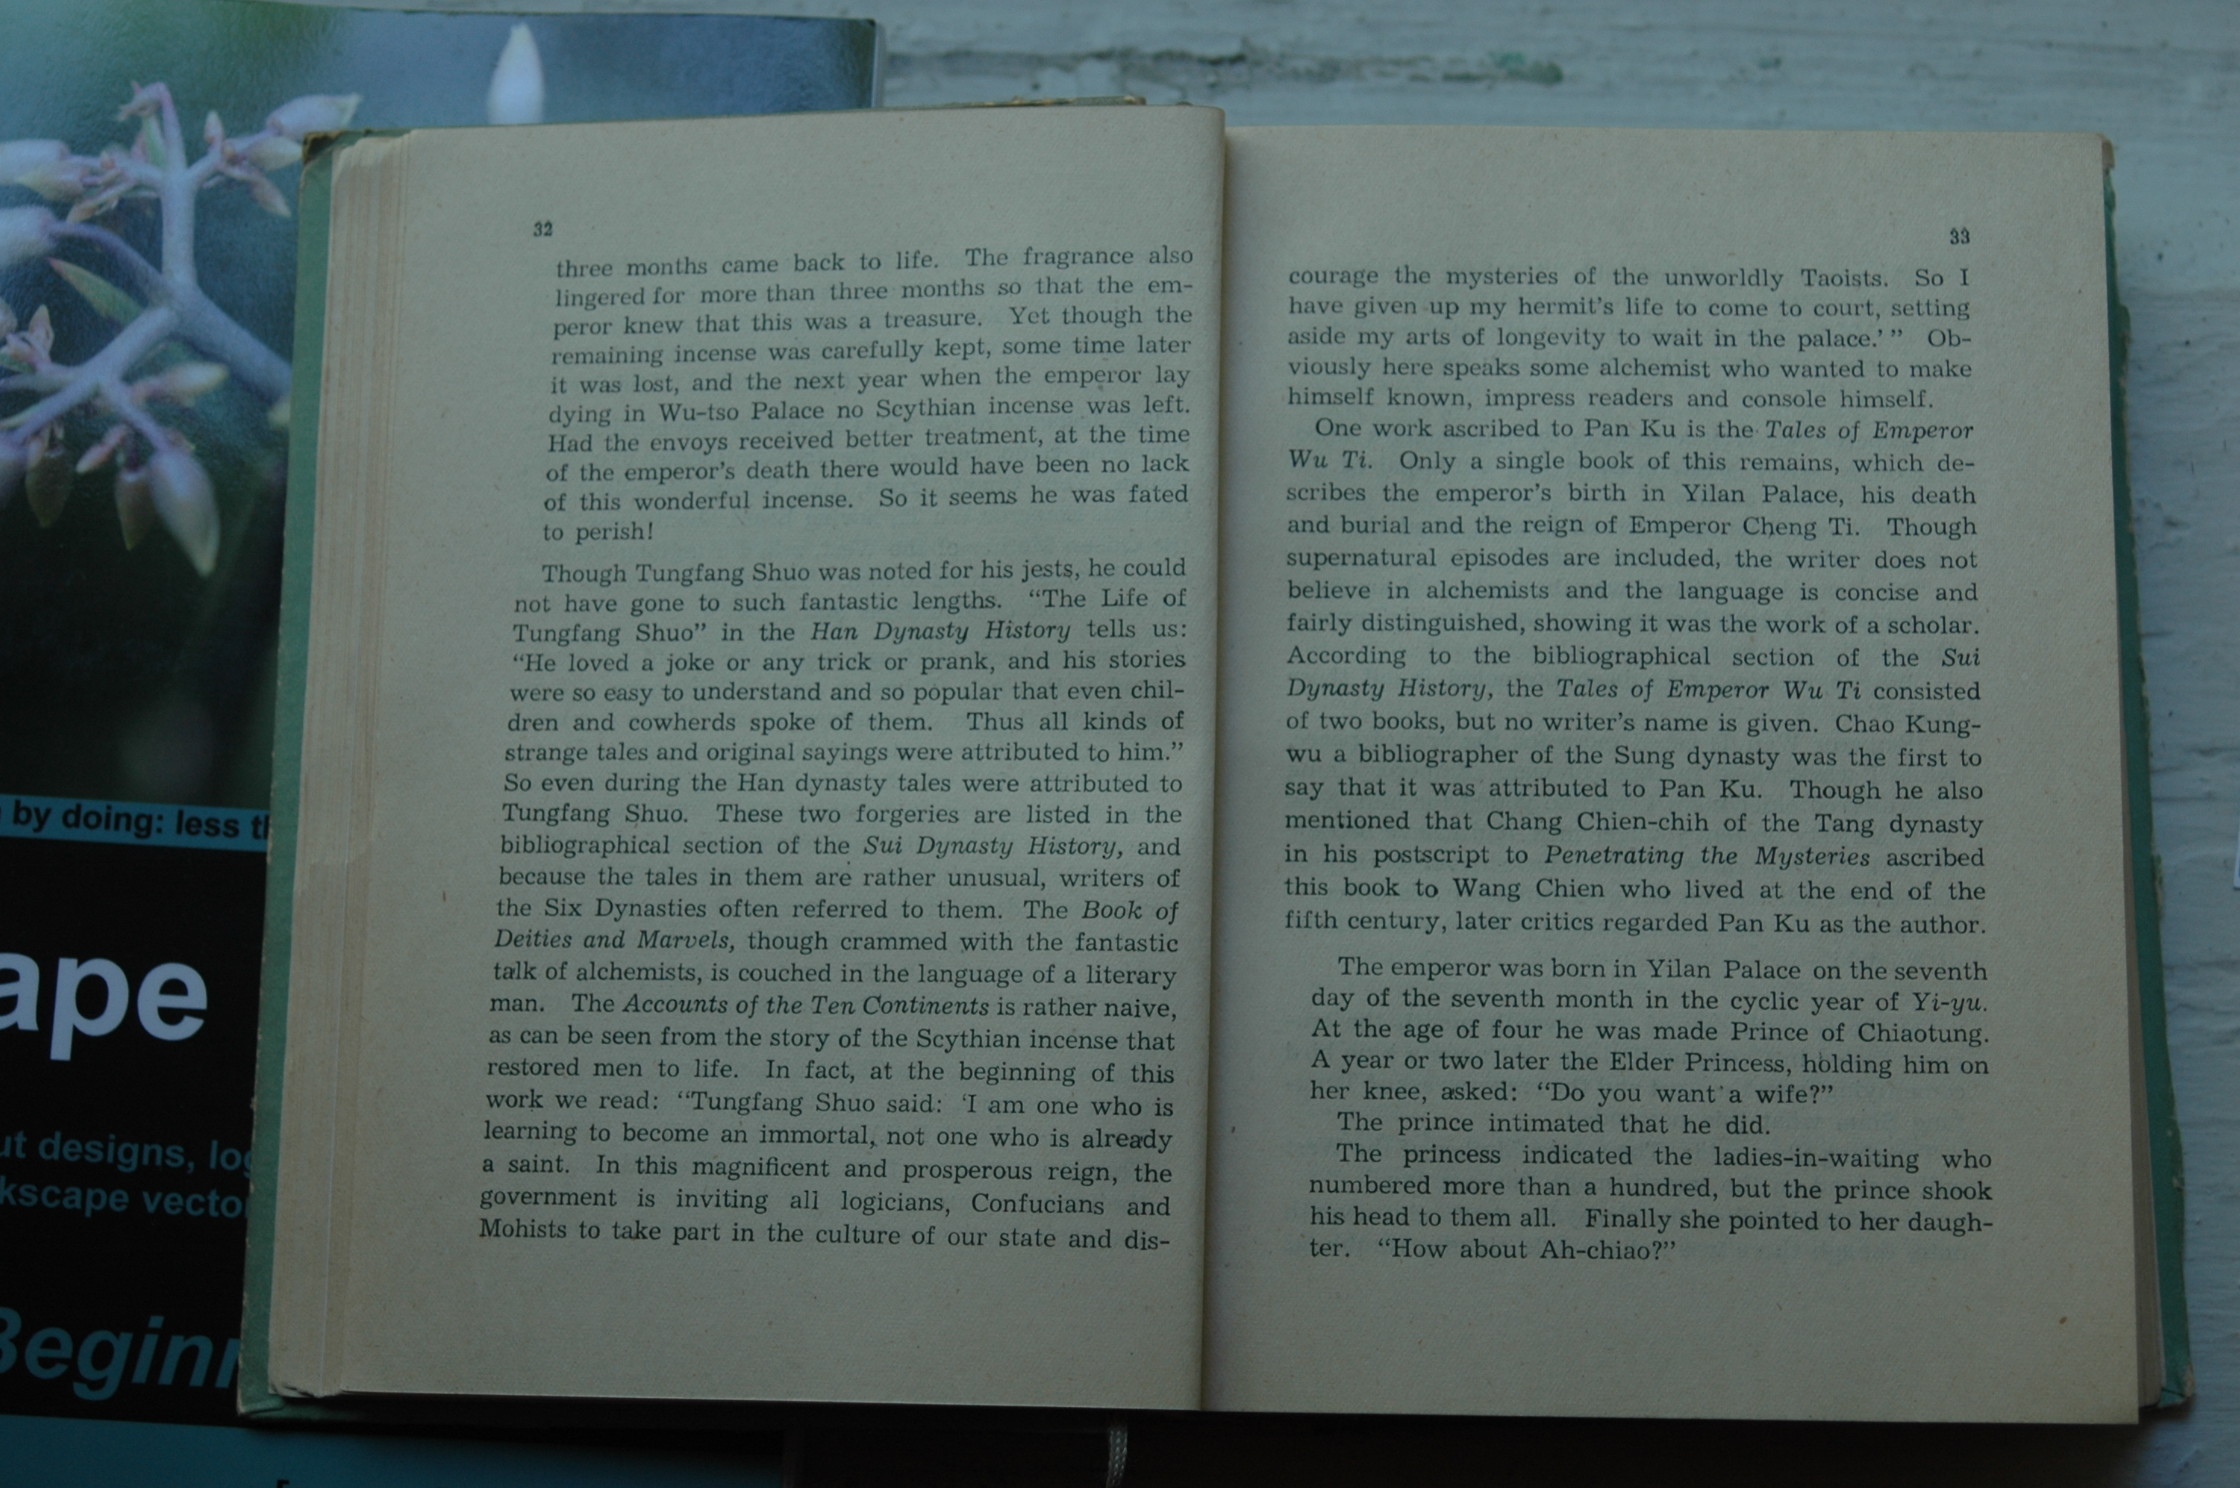 32
three months came back to life. The fragrance also
lingered for more than three months so that the em-
peror knew that this was a treasure. Yet though the
remaining incense was carefully kept, some time later
it was lost, and the next year when the emperor lay
dying in Wu-tso Palace no Scythian incense was left.
Had the envoys received better treatment, at the time
of the emperor's death there would have been no lack
of this wonderful incense. So it seems he was fated
to perish!
Though Tungfang Shuo was noted for his jests, he could
not have gone to such fantastic lengths. “The Life of
Tungfang Shuo” in the Han Dynasty History tells us:
“He loved a joke or any trick or prank, and his stories
were so easy to understand and so popular that even chil-
dren and cowherds spoke of them. Thus all kinds of
strange tales and original sayings were attributed to him.”
So even during the Han dynasty tales were attributed to
Tungfang Shuo. These two forgeries are listed in the
bibliographical section of the Sui Dynasty History, and
because the tales in them are rather unusual, writers of
the Six Dynasties often referred to them. The Book of
Deities and Marvels, though crammed with the fantastic
talk of alchemists, is couched in the language of a literary
man. The Accounts of the Ten Continents is rather naive,
as can be seen from the story of the Scythian incense that
restored men to life. In fact, at the beginning of this
work we read: “Tungfang Shuo said: ‘I am one who is
learning to become an immortal, not one who is already
a saint. In this magnificent and prosperous reign, the
government is inviting all logicians, Confucians and
Mohists to take part in the culture of our state and dis-
33
courage the mysteries of the unworldly Taoists. So I
have given up my hermit's life to come to court, setting
aside my arts of longevity to wait in the palace.’” Ob-
viously here speaks some alchemist who wanted to make
himself known, impress readers and console himself.
One work ascribed to Pan Ku is the Tales of Emperor
Wu Ti. Only a single book of this remains, which de-
scribes the emperor's birth in Yilan Palace, his death
and burial and the reign of Emperor Cheng Ti. Though
supernatural episodes are included, the writer does not
believe in alchemists and the language is concise and
fairly distinguished, showing it was the work of a scholar.
According to the bibliographical section of the Sui
Dynasty History, the Tales of Emperor Wu Ti consisted
of two books, but no writer's name is given. Chao Kung-
wu a bibliographer of the Sung dynasty was the first to
say that it was attributed to Pan Ku. Though he also
mentioned that Chang Chien-chih of the Tang dynasty
in his postscript to Penetrating the Mysteries ascribed
this book to Wang Chien who lived at the end of the
fifth century, later critics regarded Pan Ku as the author.
The emperor was born in Yilan Palace on the seventh
day of the seventh month in the cyclic year of Yi-yu.
At the age of four he was made Prince of Chiaotung.
A year or two later the Elder Princess, holding him on
her knee, asked: “Do you want a wife?”
The prince intimated that he did.
The princess indicated the ladies-in-waiting who
numbered more than a hundred, but the prince shook
his head to them all. Finally she pointed to her daugh-
ter. “How about Ah-chiao?”
by doing: less th
ape
ut designs, log
kscape vecto
Beginn